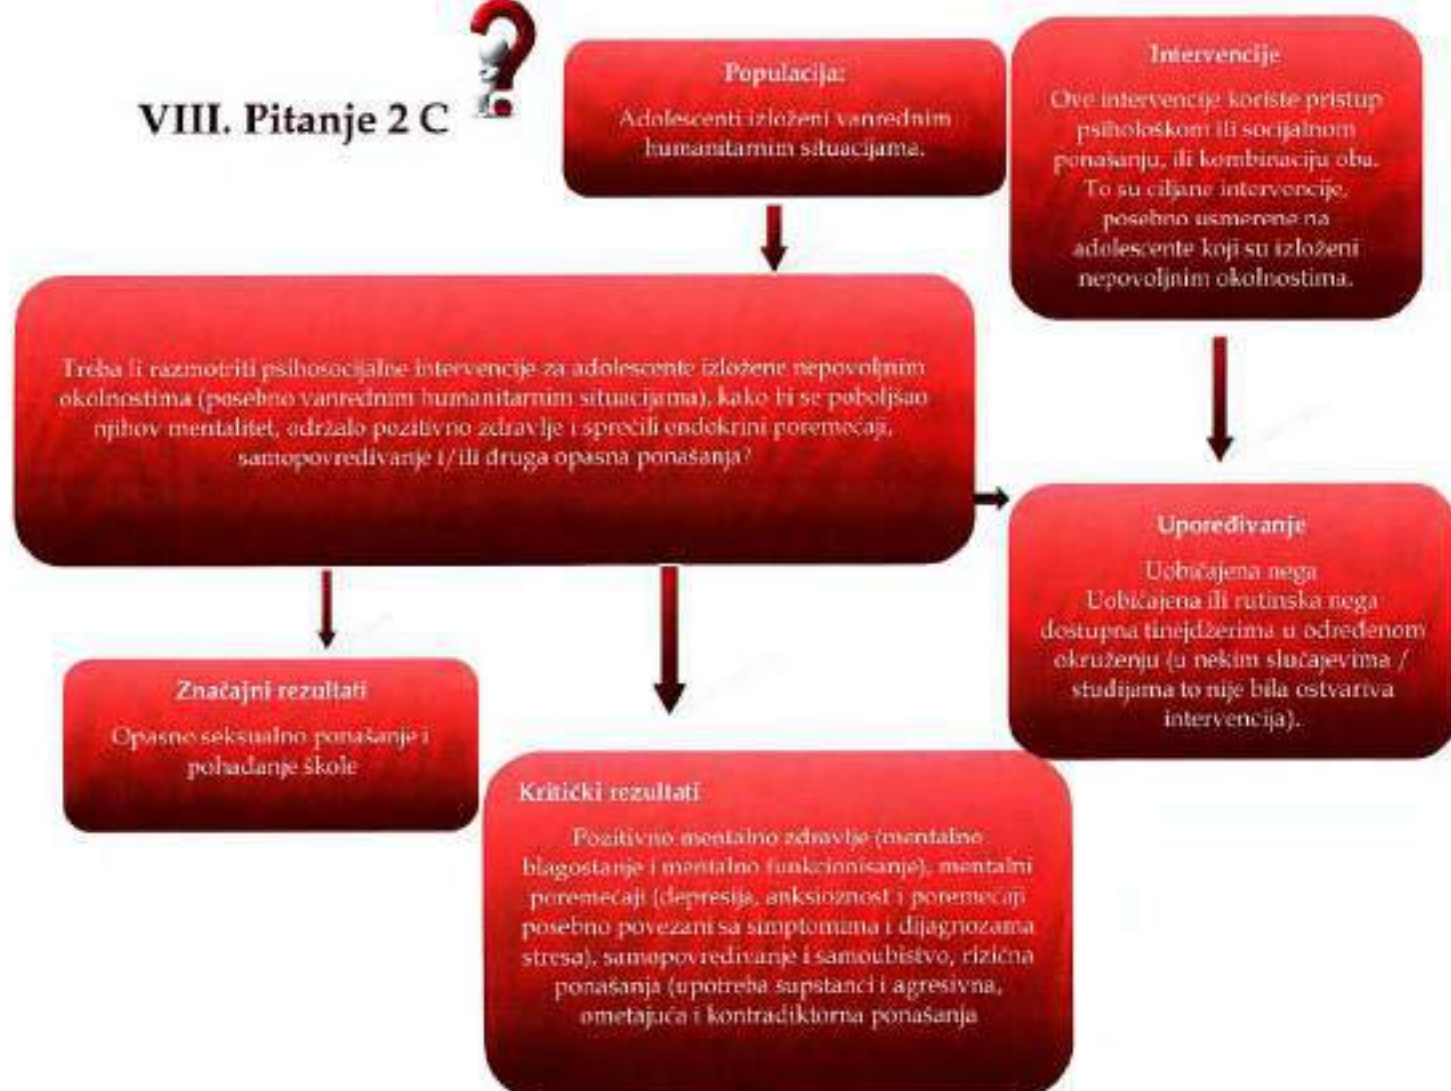 VIII. Pitanje 2 C
Populacija:
Adolescenti izloženi vanrednim
humanitarnim situacijama.
Intervencije
Ove intervencije koriste pristup
psihološkom ili socijalnom
ponašanju, ili kombinaciju oba.
To su ciljane intervencije,
posebno usmerene na
adolescente koji su izloženi
nepovoljnim okolnostima.
Treba li razmotriti psihosocijalne intervencije za adolescente izložene nepovoljnim
okolnostima (posebno vanrednim humanitarnim situacijama), kako bi se poboljšao
njihov mentalitet, održalo pozitivno zdravlje i sprečili endokrini poremećaji,
samopovređivanje i/ili druga opasna ponašanja?
Upoređivanje
Uobičajena nega
Uobičajena ili rutinska nega
dostupna tinejdžerima u određenom
okruženju (u nekim slučajevima /
studijama to nije bila ostvariva
intervencija).
Značajni rezultati
Opasno seksualno ponašanje i
pohađanje škole
Kritički rezultati
Pozitivno mentalno zdravlje (mentalno
blagostanje i mentalno funkcionisanje), mentalni
poremećaji (depresija, anksioznost i poremećaji
posebno povezani sa simptomima i dijagnozama
stresa), samopovređivanje i samoubistvo, rizična
ponašanja (upotreba supstanci i agresivna,
ometajuća i kontradiktorna ponašanja